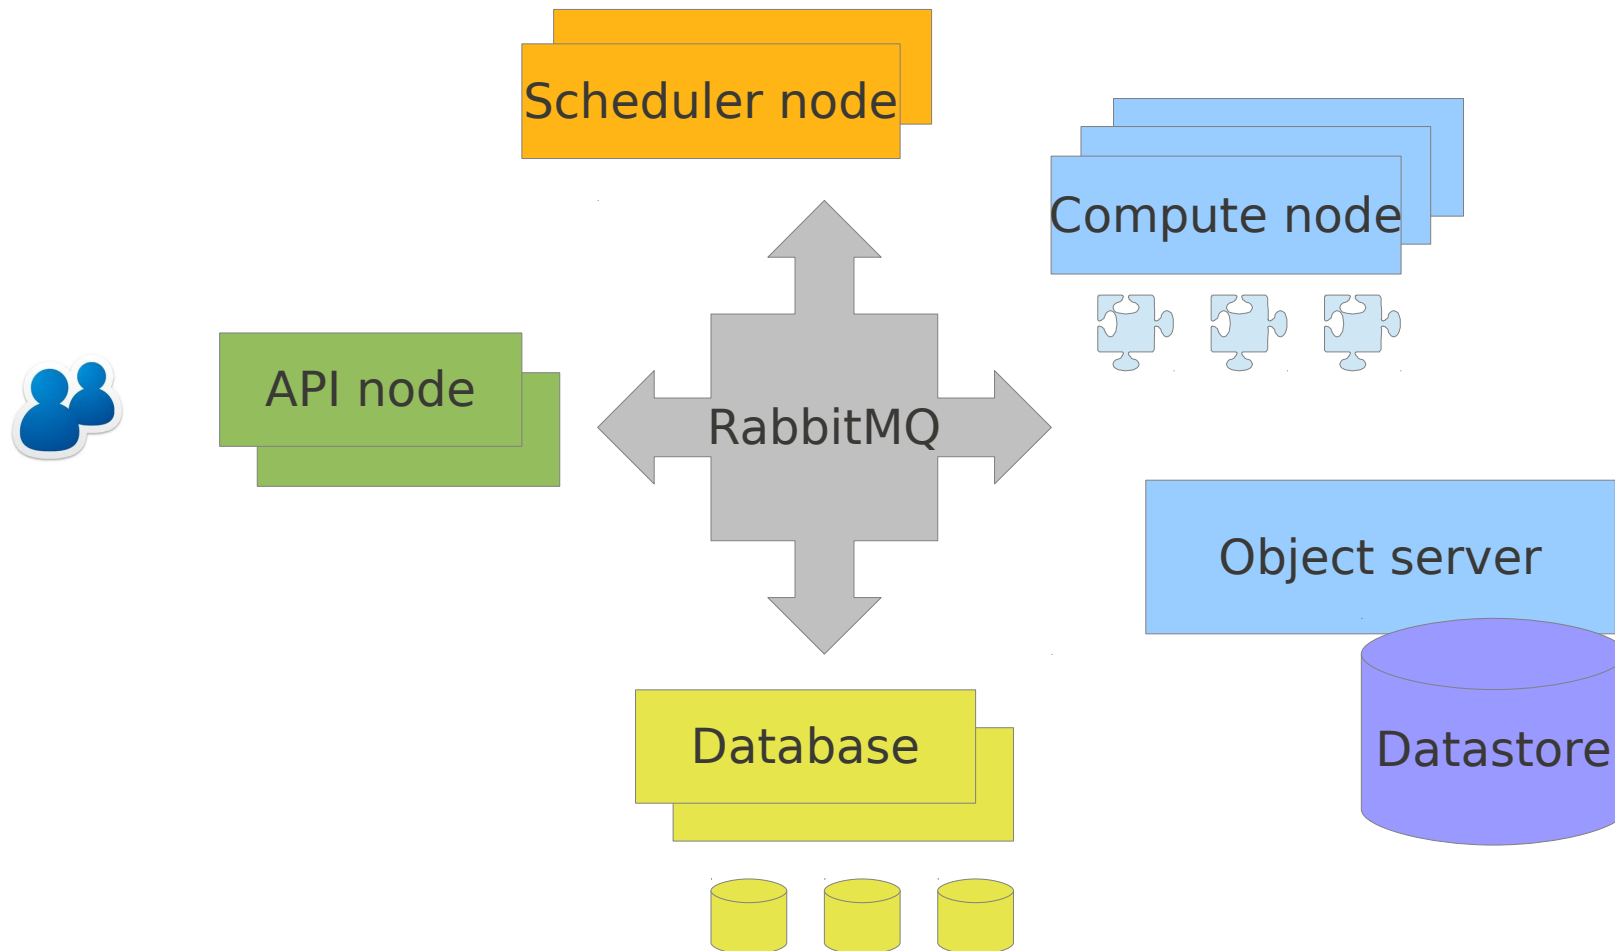 Scheduler node
Compute node
API node
RabbitMQ
Object server
Database
Datastore